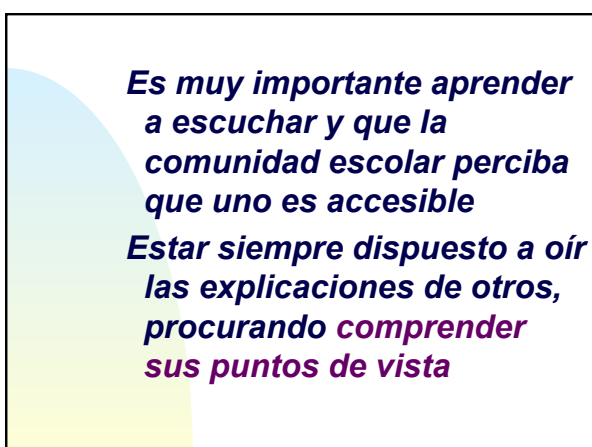 Es muy importante aprender
a escuchar y que la
comunidad escolar perciba
que uno es accesible
Estar siempre dispuesto a oír
las explicaciones de otros,
procurando comprender
sus puntos de vista